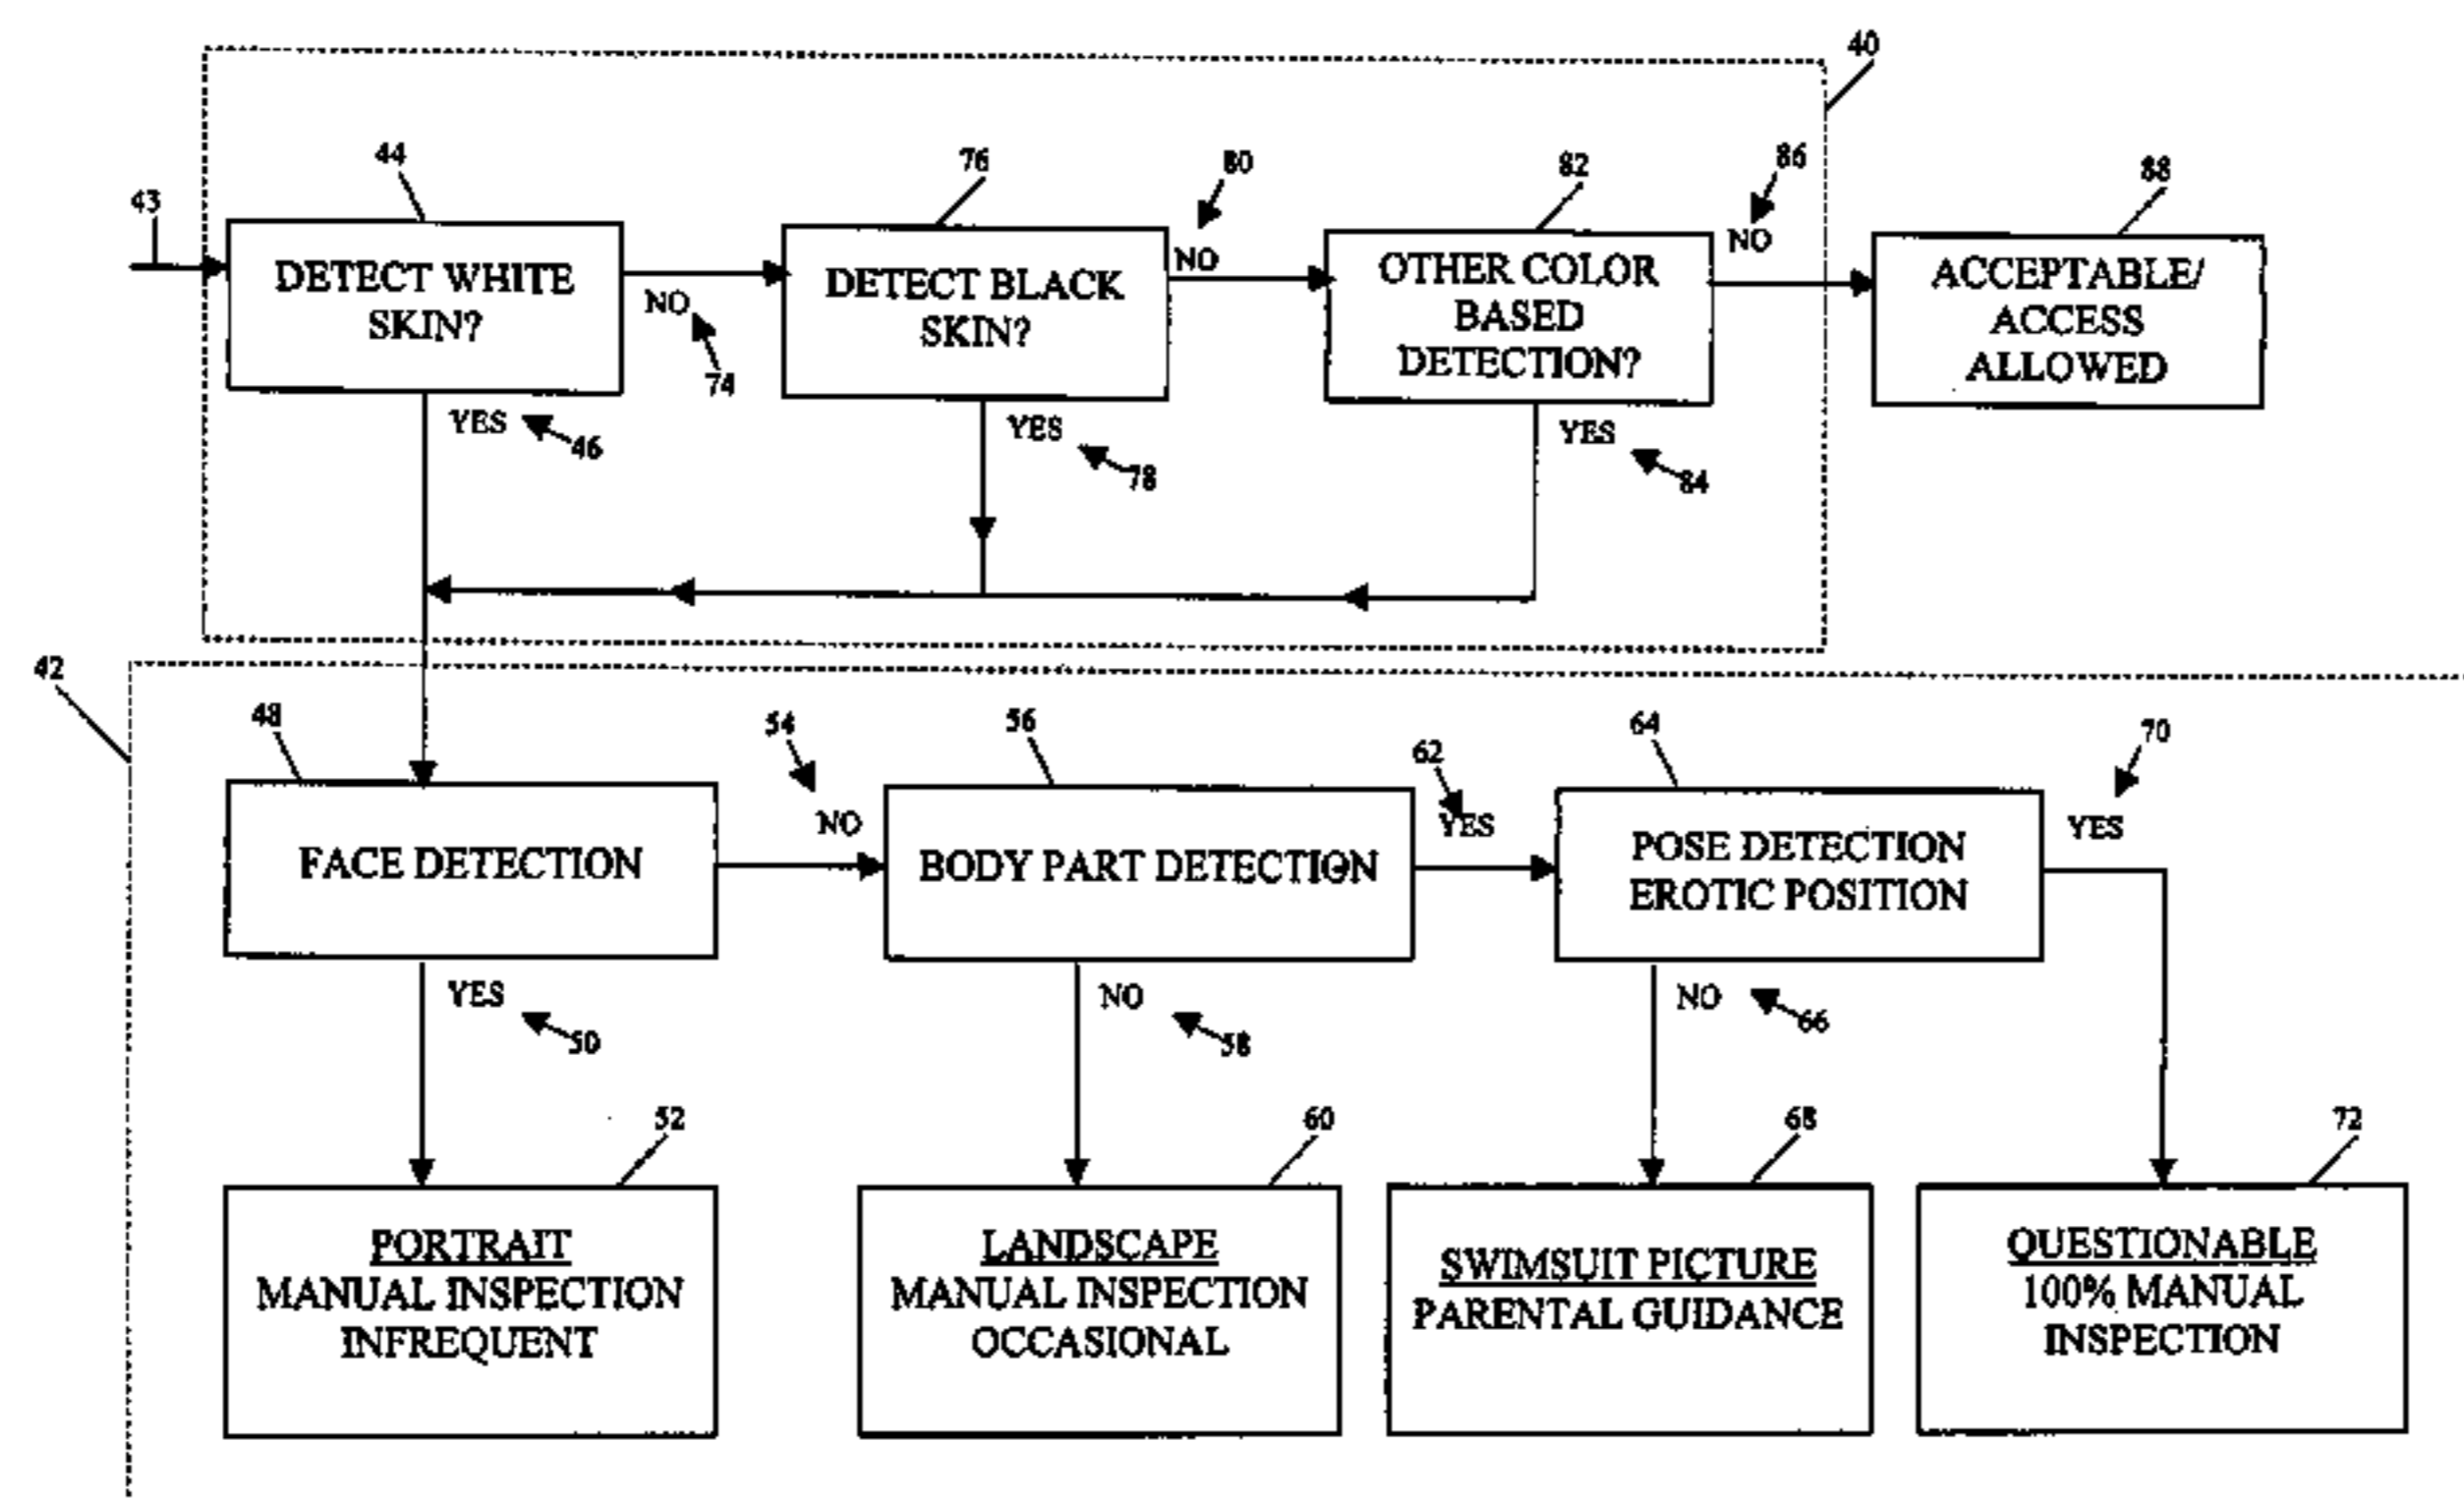 40
44
76
80
82
86
88
43
DETECT WHITE
SKIN?
NO
74
DETECT BLACK
SKIN?
NO
OTHER COLOR
BASED
DETECTION?
NO
ACCEPTABLE/
ACCESS
ALLOWED
YES
46
YES
78
YES
84
42
48
54
56
62
64
70
FACE DETECTION
NO
BODY PART DETECTION
YES
POSE DETECTION
EROTIC POSITION
YES
YES
50
NO
58
NO
66
52
60
68
72
PORTRAIT
MANUAL INSPECTION
INFREQUENT
LANDSCAPE
MANUAL INSPECTION
OCCASIONAL
SWIMSUIT PICTURE
PARENTAL GUIDANCE
QUESTIONABLE
100% MANUAL
INSPECTION